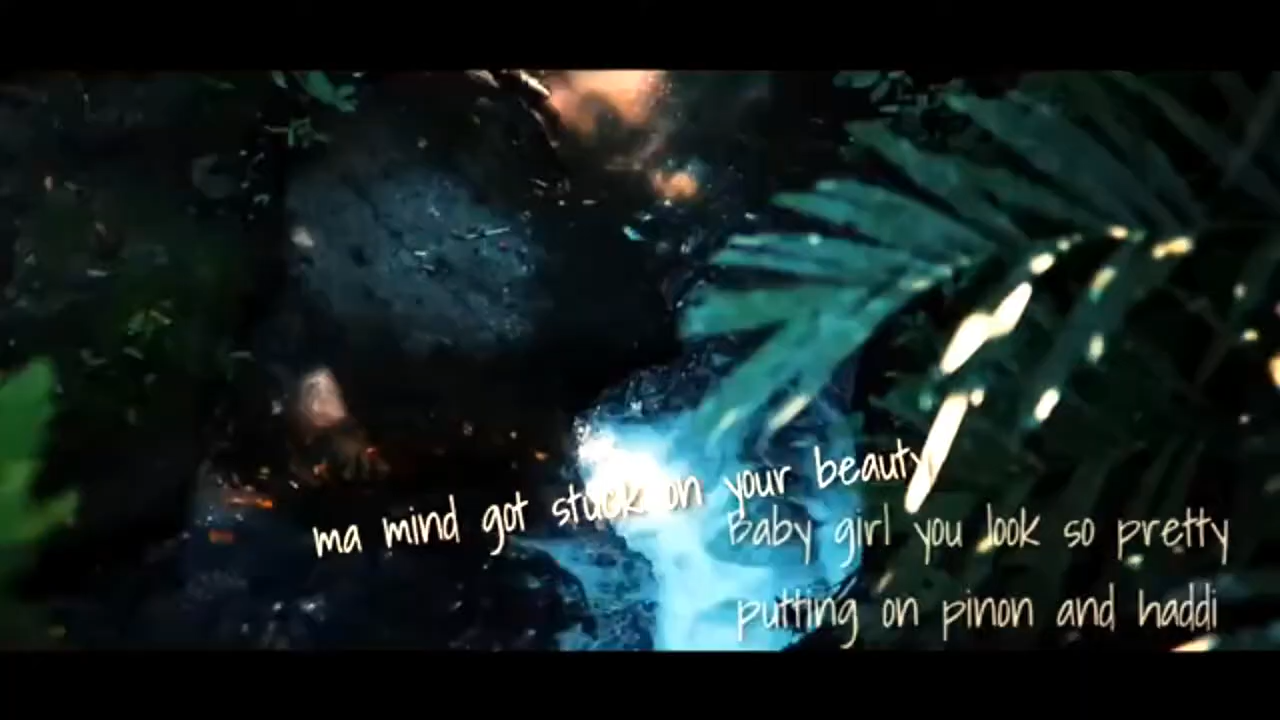 ma mind got stuck on your beauty
Baby girl you look so pretty
putting on pinon and haddi